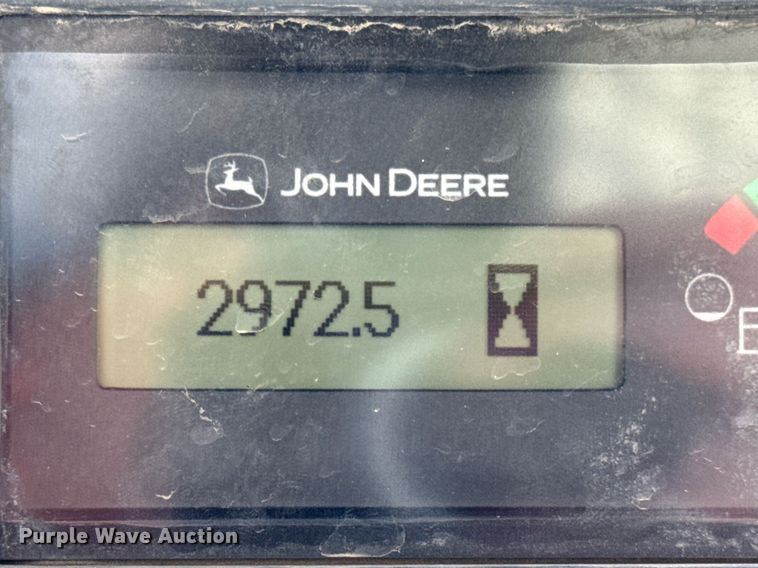 JOHN DEERE
2972.5
Purple Wave Auction